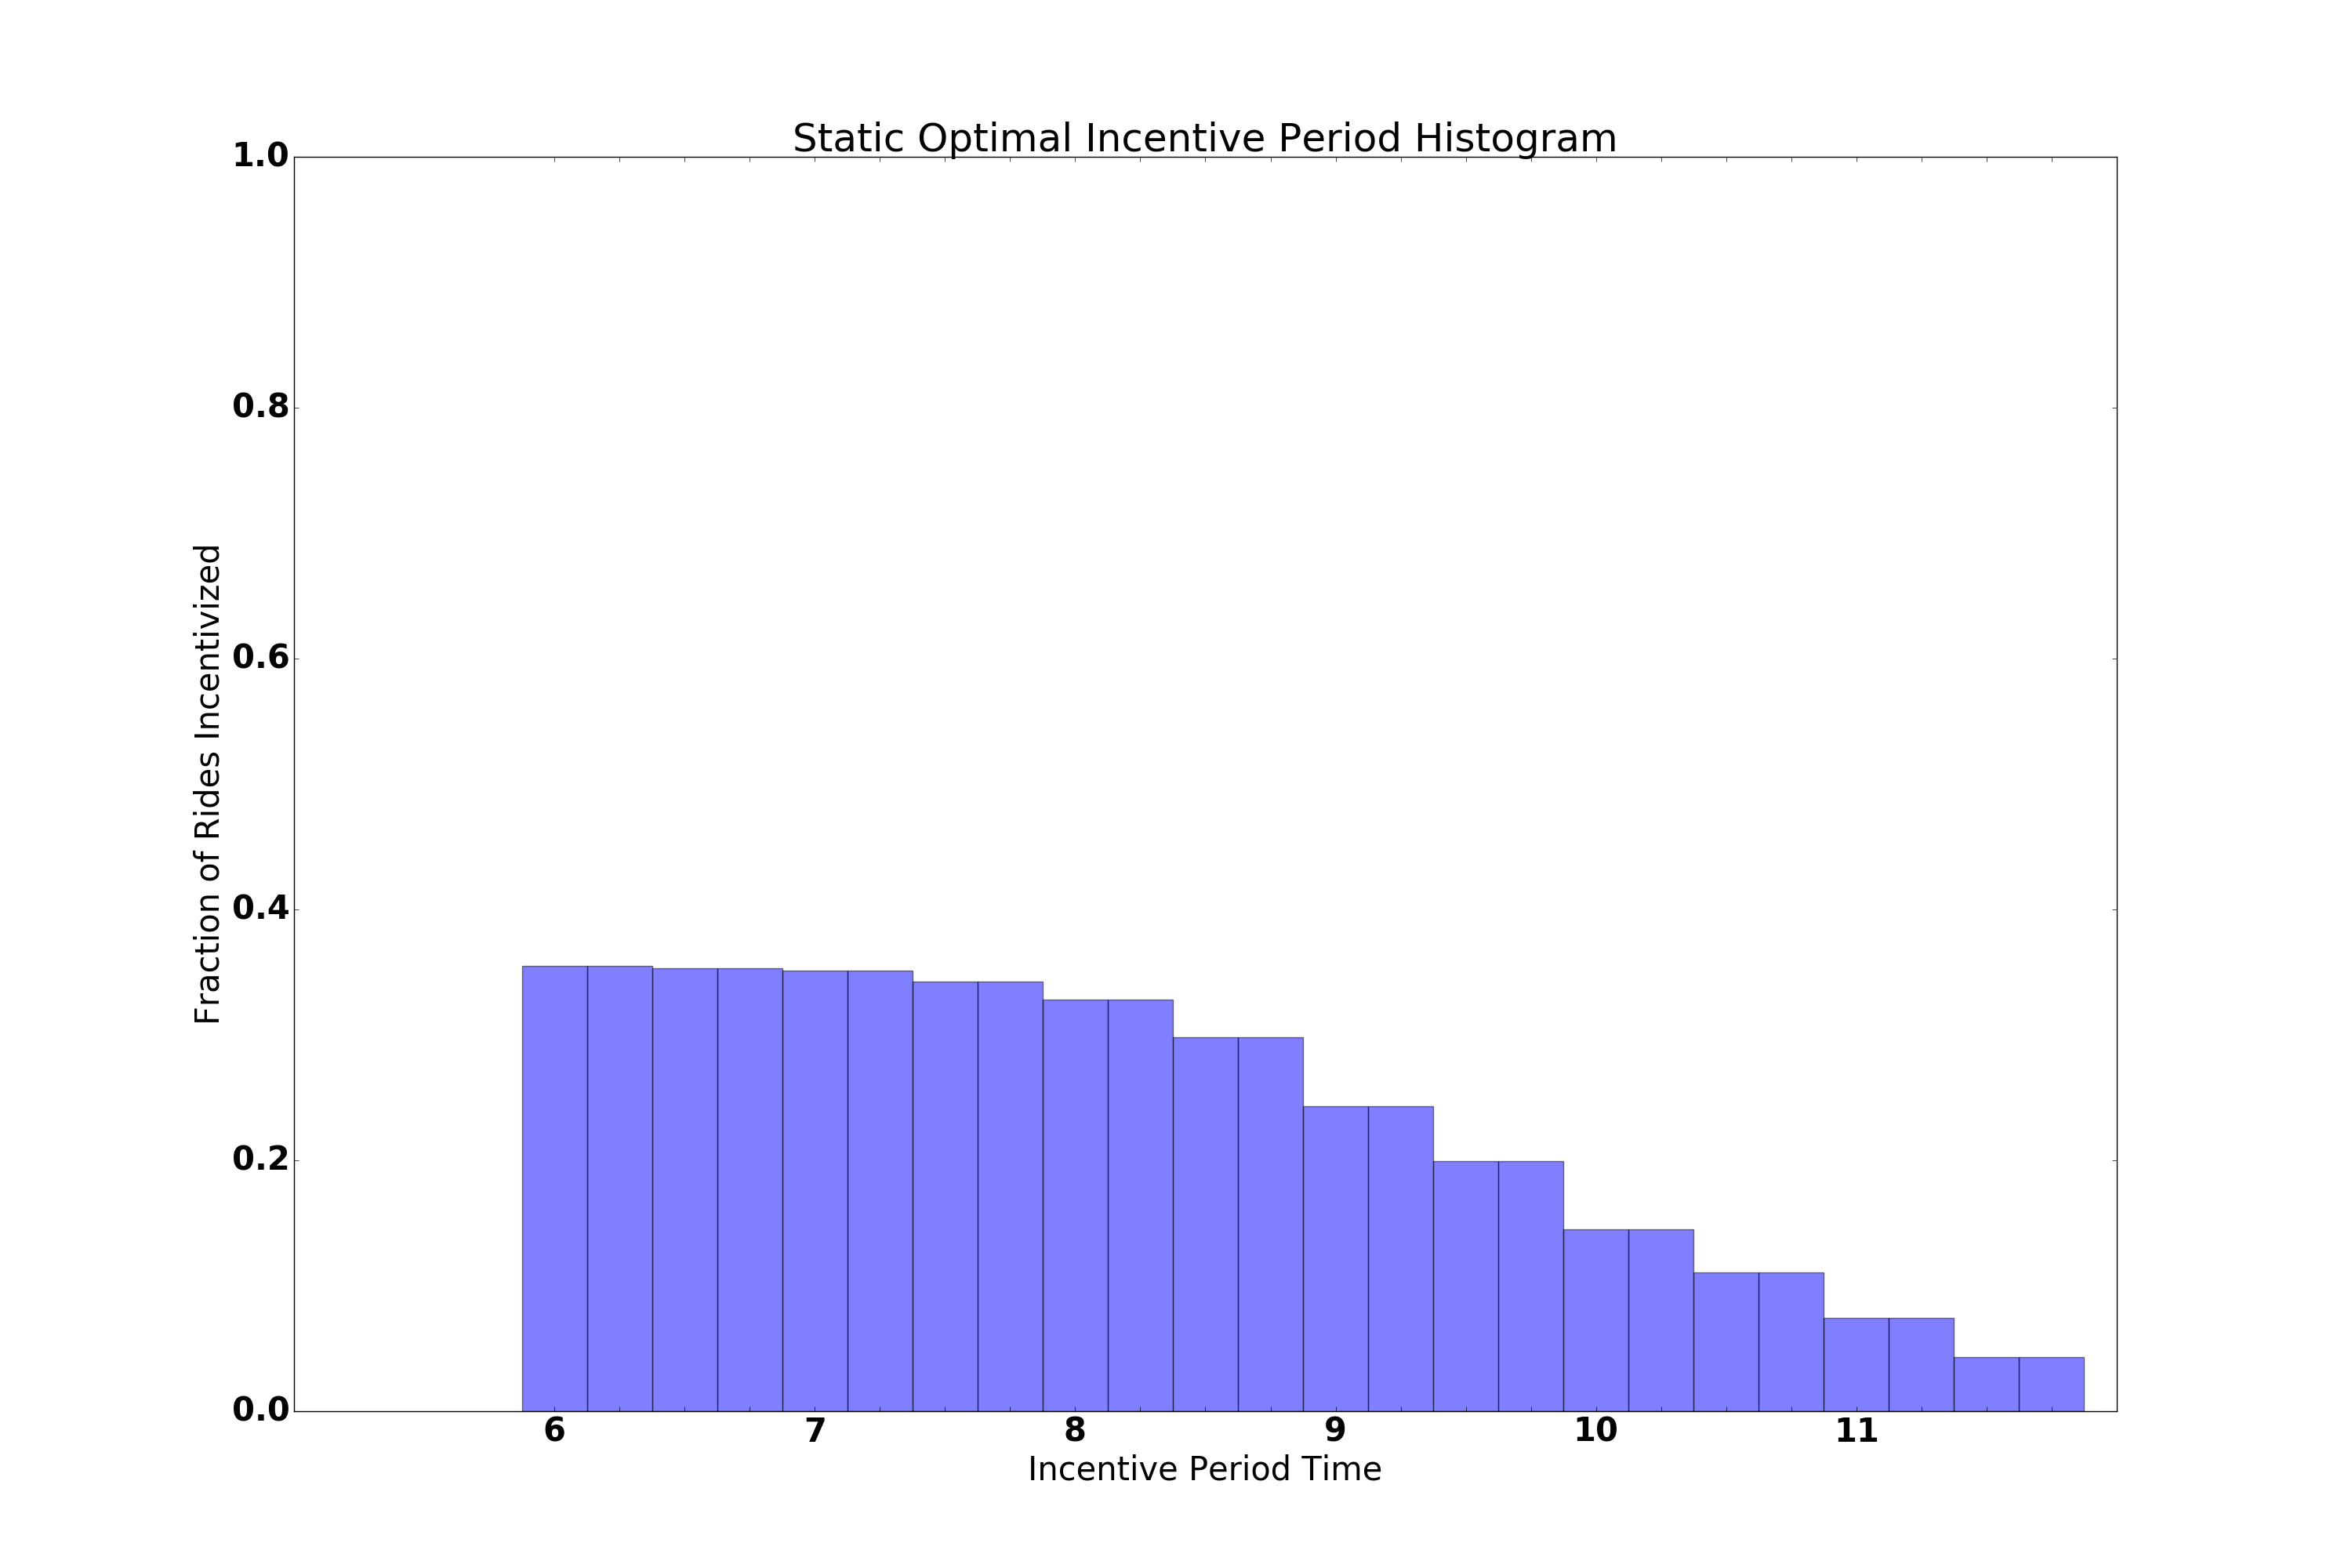 Static Optimal Incentive Period Histogram
1.0
0.8
0.6
0.4
0.2
0.0
Fraction of Rides Incentivized
6 7 8 9 10 11
Incentive Period Time